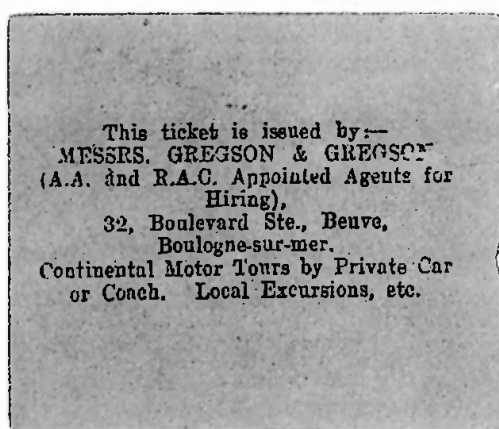 This ticket is issued by:—
MESSRS. GREGSON & GREGSON
(A.A. and R.A.C. Appointed Agents for
Hiring),
32, Boulevard Ste., Beuve,
Boulogne-sur-mer.
Continental Motor Tours by Private Car
or Coach. Local Excursions, etc.